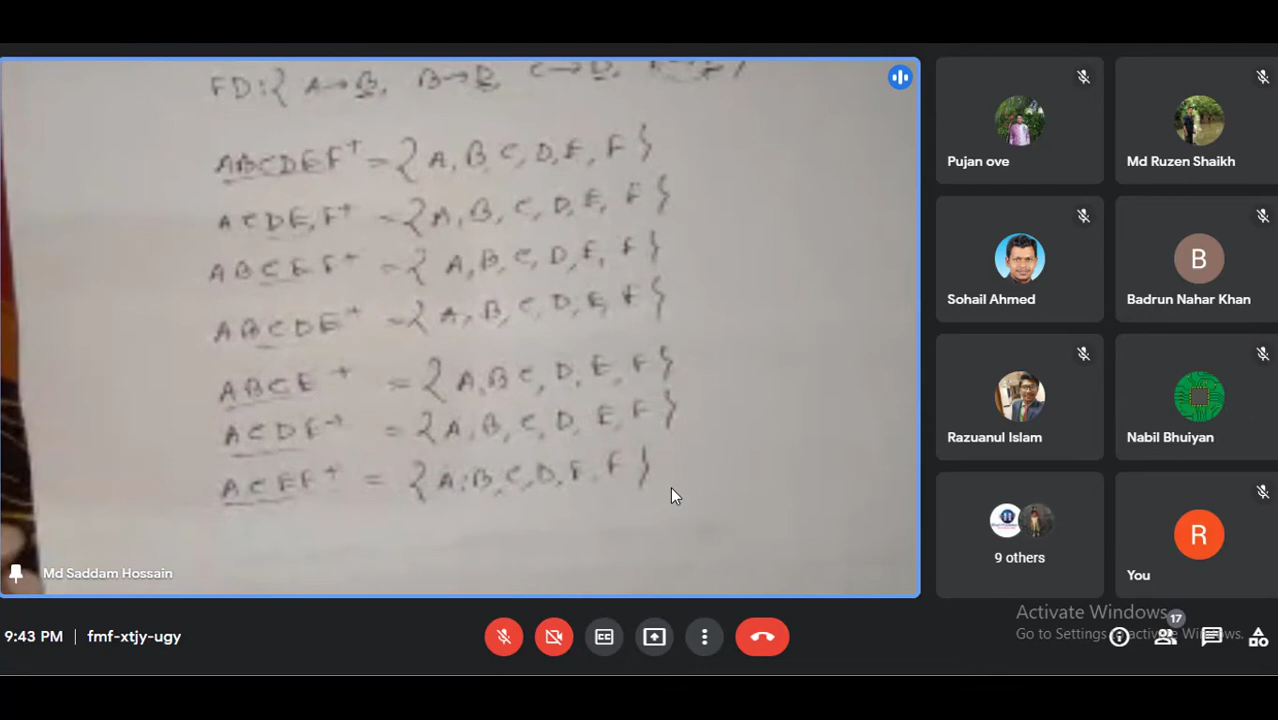 FD:{ A→B, B→D, C→D,
ABCDEF⁺ = {A, B, C, D, E, F}
ACDE,F⁺ = {A, B, C, D, E, F}
ABCEF⁺ = {A, B, C, D, E, F}
ABCDE⁺ = {A, B, C, D, E, F}
ABCE⁺ = {A, B, C, D, E, F}
ACDE⁺ = {A, B, C, D, E, F}
ACEF⁺ = {A, B, C, D, E, F}
Md Saddam Hossain
Pujan ove
Md Ruzen Shaikh
Sohail Ahmed
B
Badrun Nahar Khan
Razuanul Islam
Nabil Bhuiyan
9 others
R
You
9:43 PM | fmf-xtjy-ugy
CC
17
Activate Windows
Go to Settings to activate Windows.